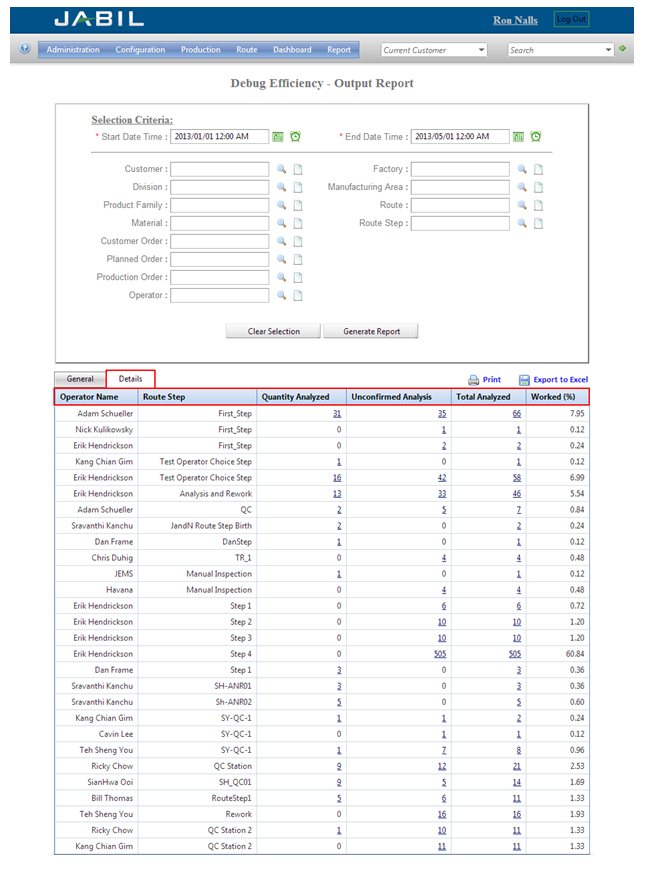 JABIL
Ron Nalls Log Out
Administration Configuration Production Route Dashboard Report Current Customer Search
Debug Efficiency - Output Report
Selection Criteria:
* Start Date Time : 2013/01/01 12:00 AM * End Date Time : 2013/05/01 12:00 AM
Customer : Factory :
Division : Manufacturing Area :
Product Family : Route :
Material : Route Step :
Customer Order :
Planned Order :
Production Order :
Operator :
Clear Selection Generate Report
General Details Print Export to Excel
Operator Name Route Step Quantity Analyzed Unconfirmed Analysis Total Analyzed Worked (%)
Adam Schueller First_Step 31 35 66 7.95
Nick Kulikowsky First_Step 0 1 1 0.12
Erik Hendrickson First_Step 0 2 2 0.24
Kang Chian Gim Test Operator Choice Step 1 0 1 0.12
Erik Hendrickson Test Operator Choice Step 16 42 58 6.99
Erik Hendrickson Analysis and Rework 13 33 46 5.54
Adam Schueller QC 2 5 7 0.84
Sravanthi Kanchu JandN Route Step Birth 2 0 2 0.24
Dan Frame DanStep 1 0 1 0.12
Chris Duhig TR_1 0 4 4 0.48
JEMS Manual Inspection 1 0 1 0.12
Havana Manual Inspection 0 4 4 0.48
Erik Hendrickson Step 1 0 6 6 0.72
Erik Hendrickson Step 2 0 10 10 1.20
Erik Hendrickson Step 3 0 10 10 1.20
Erik Hendrickson Step 4 0 505 505 60.84
Dan Frame Step 1 3 0 3 0.36
Sravanthi Kanchu SH-ANR01 3 0 3 0.36
Sravanthi Kanchu Sh-ANR02 5 0 5 0.60
Kang Chian Gim SY-QC-1 1 1 2 0.24
Cavin Lee SY-QC-1 0 1 1 0.12
Teh Sheng You SY-QC-1 1 7 8 0.96
Ricky Chow QC Station 9 12 21 2.53
SianHwa Ooi SH_QC01 9 5 14 1.69
Bill Thomas RouteStep1 5 6 11 1.33
Teh Sheng You Rework 0 16 16 1.93
Ricky Chow QC Station 2 1 10 11 1.33
Kang Chian Gim QC Station 2 0 11 11 1.33